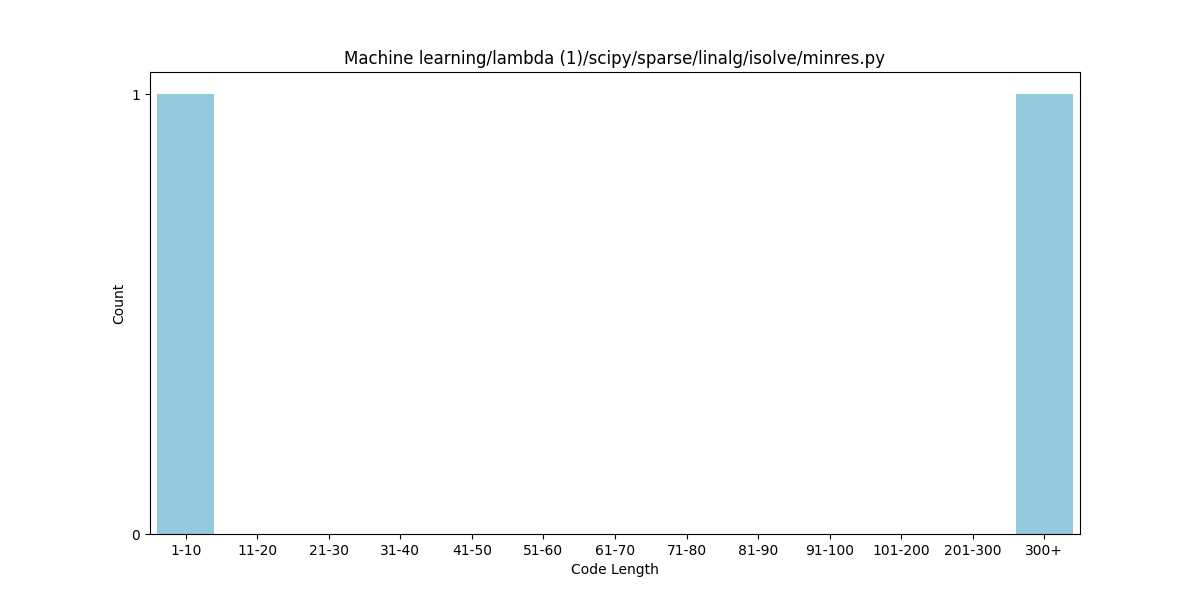 Machine learning/lambda (1)/scipy/sparse/linalg/isolve/minres.py
1
Count
0
1-10 11-20 21-30 31-40 41-50 51-60 61-70 71-80 81-90 91-100 101-200 201-300 300+
Code Length